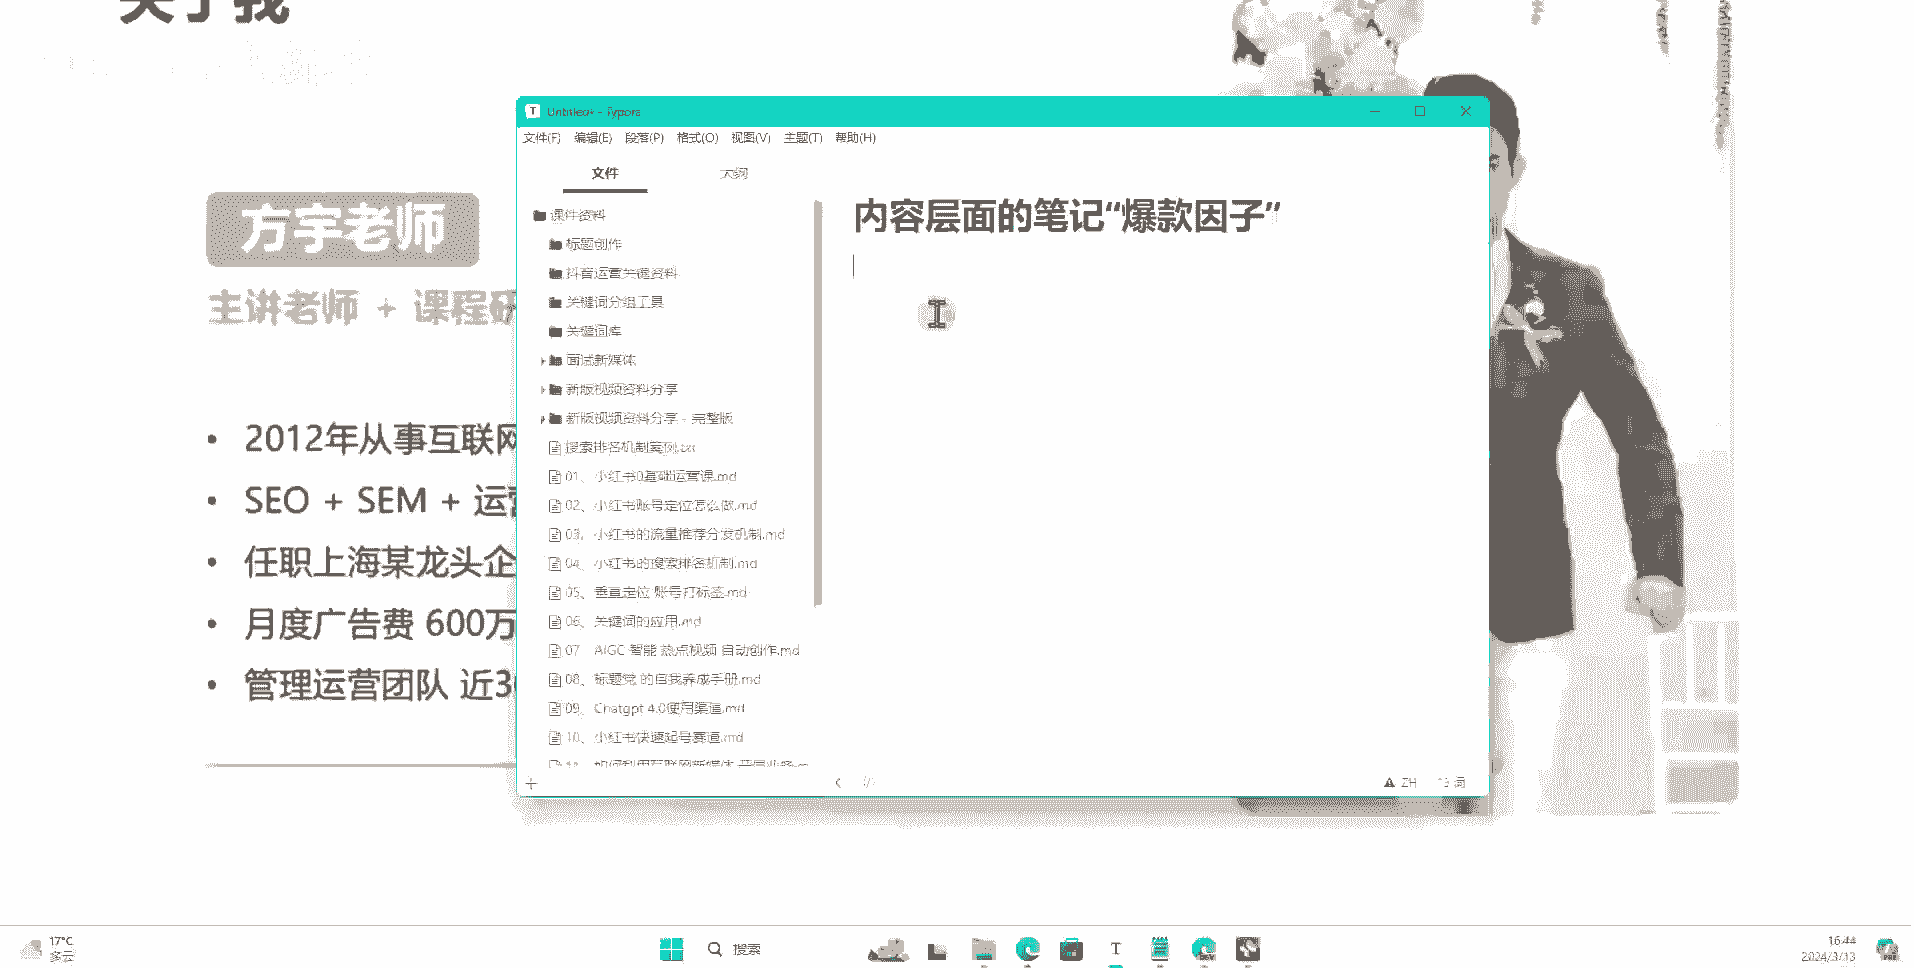 关于我
方宇老师
主讲老师 + 课程研
2012年从事互联网
SEO + SEM + 运营
任职上海某龙头企
月度广告费 600万
管理运营团队 近30
Untitled• - Typora
文件(F) 编辑(E) 段落(P) 格式(O) 视图(V) 主题(T) 帮助(H)
文件 大纲
课件资料
标题创作
抖音运营关键资料
关键词分组工具
关键词库
面试新媒体
新版视频资料分享
新版视频资料分享 - 完整版
搜索排名机制案例.txt
01、小红书0基础运营课.md
02、小红书账号定位怎么做.md
03、小红书的流量推荐分发机制.md
04、小红书的搜索排名机制.md
05、垂直定位 账号打标签.md
06、关键词的应用.md
07、AIGC 智能 热点视频 自动创作.md
08、标题党 的自我养成手册.md
09、Chatgpt 4.0使用渠道.md
10、小红书快速起号赛道.md
内容层面的笔记“爆款因子”
ZH 13 词
17°C
多云
搜索
16:44
2024/3/13